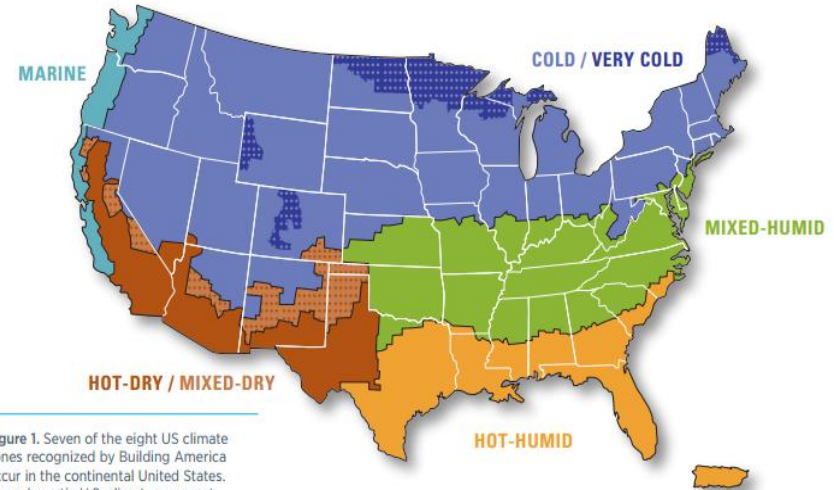 COLD / VERY COLD
MARINE
MIXED-HUMID
HOT-DRY / MIXED-DRY
HOT-HUMID
gure 1. Seven of the eight US climate
ones recognized by Building America
ccur in the continental United States.